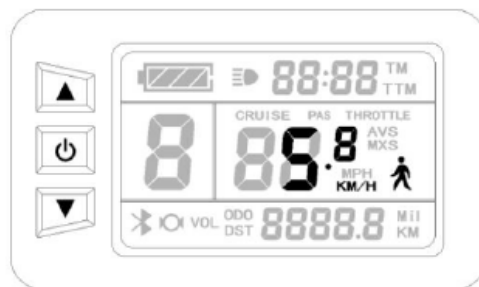 88:88 TM
TTM
CRUISE PAS THROTTLE
8 85.8 AVS
MXS
MPH
KM/H
VOL ODO 8888.8 Mil
DST KM